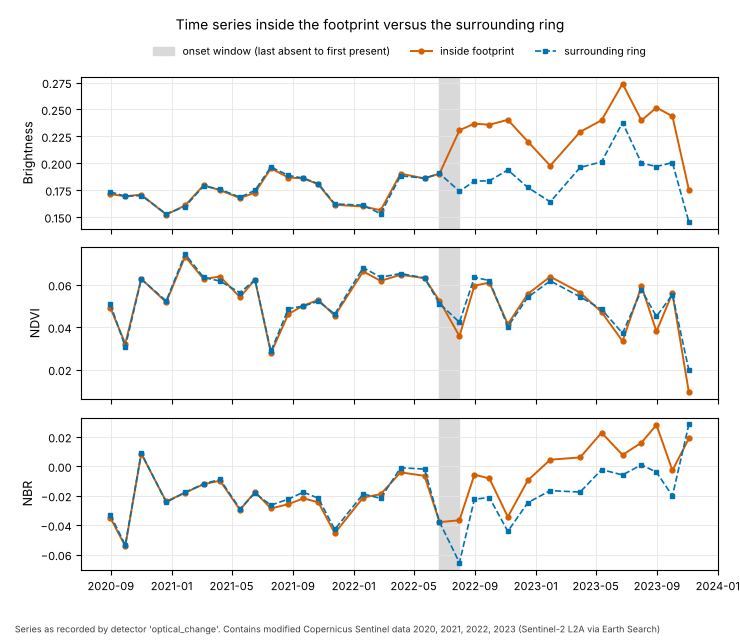 Time series inside the footprint versus the surrounding ring
onset window (last absent to first present) inside footprint surrounding ring
Brightness
0.275
0.250
0.225
0.200
0.175
0.150
NDVI
0.06
0.04
0.02
NBR
0.02
0.00
−0.02
−0.04
−0.06
2020-09 2021-01 2021-05 2021-09 2022-01 2022-05 2022-09 2023-01 2023-05 2023-09 2024-01
Series as recorded by detector 'optical_change'. Contains modified Copernicus Sentinel data 2020, 2021, 2022, 2023 (Sentinel-2 L2A via Earth Search)